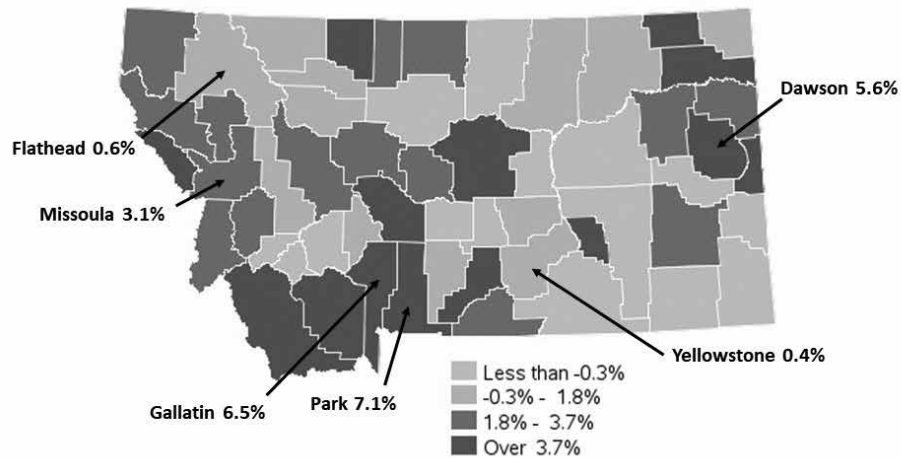 Dawson 5.6%
Flathead 0.6%
Missoula 3.1%
Yellowstone 0.4%
Park 7.1%
Gallatin 6.5%
Less than -0.3%
-0.3% - 1.8%
1.8% - 3.7%
Over 3.7%